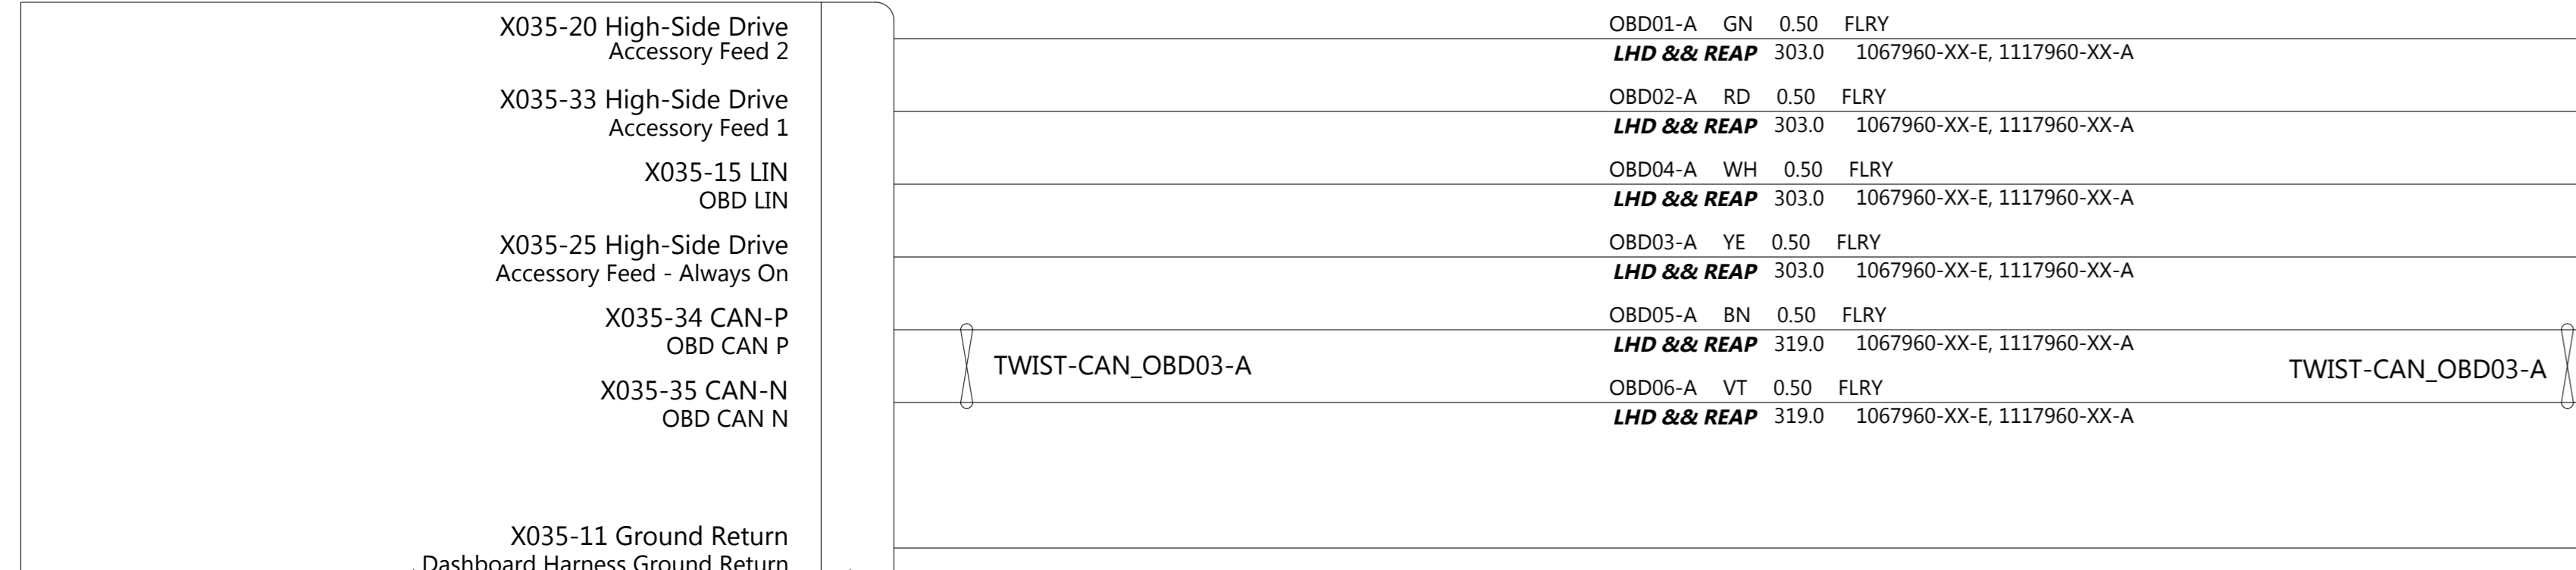 X035-20 High-Side Drive
Accessory Feed 2
OBD01-A GN 0.50 FLRY
LHD && REAP 303.0 1067960-XX-E, 1117960-XX-A
X035-33 High-Side Drive
Accessory Feed 1
OBD02-A RD 0.50 FLRY
LHD && REAP 303.0 1067960-XX-E, 1117960-XX-A
X035-15 LIN
OBD LIN
OBD04-A WH 0.50 FLRY
LHD && REAP 303.0 1067960-XX-E, 1117960-XX-A
X035-25 High-Side Drive
Accessory Feed - Always On
OBD03-A YE 0.50 FLRY
LHD && REAP 303.0 1067960-XX-E, 1117960-XX-A
X035-34 CAN-P
OBD CAN P
OBD05-A BN 0.50 FLRY
LHD && REAP 319.0 1067960-XX-E, 1117960-XX-A
TWIST-CAN_OBD03-A
TWIST-CAN_OBD03-A
X035-35 CAN-N
OBD CAN N
OBD06-A VT 0.50 FLRY
LHD && REAP 319.0 1067960-XX-E, 1117960-XX-A
X035-11 Ground Return
Dashboard Harness Ground Return